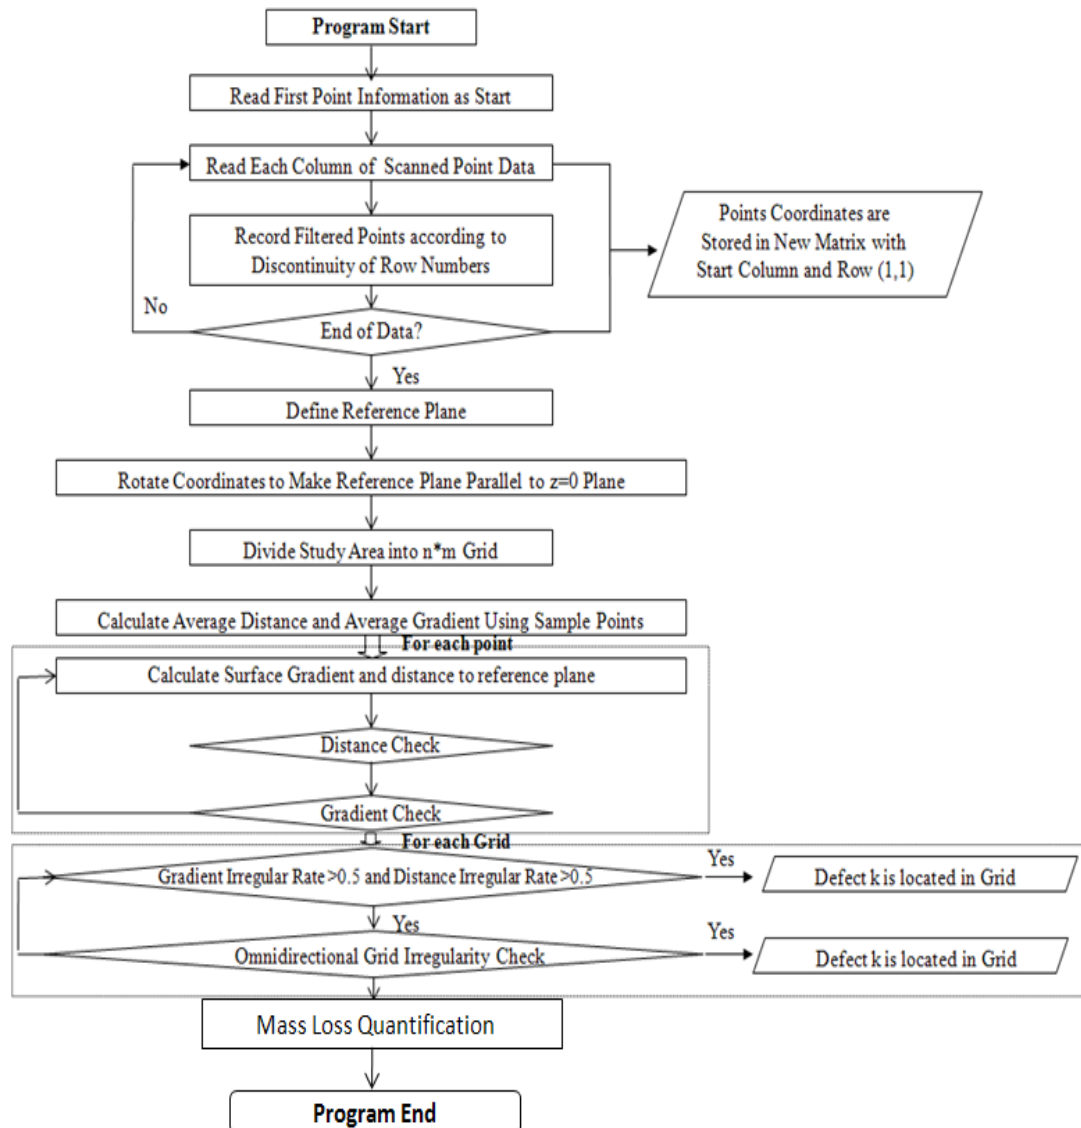 Program Start
Read First Point Information as Start
Read Each Column of Scanned Point Data
Points Coordinates are
Stored in New Matrix with
Start Column and Row (1,1)
Record Filtered Points according to
Discontinuity of Row Numbers
No
End of Data?
Yes
Define Reference Plane
Rotate Coordinates to Make Reference Plane Parallel to z=0 Plane
Divide Study Area into n*m Grid
Calculate Average Distance and Average Gradient Using Sample Points
For each point
Calculate Surface Gradient and distance to reference plane
Distance Check
Gradient Check
For each Grid
Gradient Irregular Rate >0.5 and Distance Irregular Rate >0.5
Yes
Defect k is located in Grid
Yes
Omnidirectional Grid Irregularity Check
Yes
Defect k is located in Grid
Mass Loss Quantification
Program End